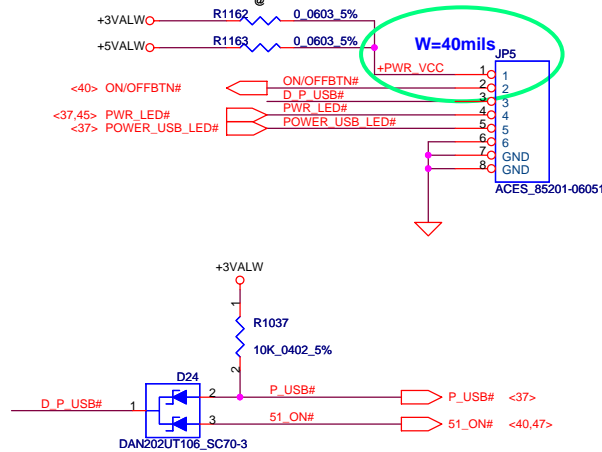 @
+3VALW R1162 0_0603_5%
+5VALW R1163 0_0603_5%
W=40mils
JP5
+PWR_VCC 1 1
<40> ON/OFFBTN# ON/OFFBTN# 2 2
D_P_USB# 3 3
<37,45> PWR_LED# PWR_LED# 4 4
<37> POWER_USB_LED# POWER_USB_LED# 5 5
6 6
7 GND
8 GND
ACES_85201-06051
+3VALW
1
R1037
10K_0402_5%
2
D24
D_P_USB# 1 2 P_USB# P_USB# <37>
3 51_ON# 51_ON# <40,47>
DAN202UT106_SC70-3